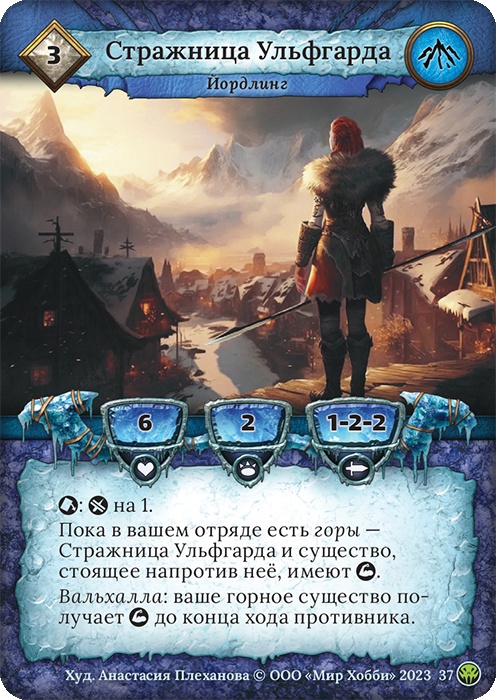 3
Стражница Ульфгарда
Йордлинг
6
2
1-2-2
: на 1.
Пока в вашем отряде есть горы —
Стражница Ульфгарда и существо,
стоящее напротив неё, имеют .
Вальхалла: ваше горное существо по-
лучает до конца хода противника.
Худ. Анастасия Плеханова © ООО «Мир Хобби» 2023 37